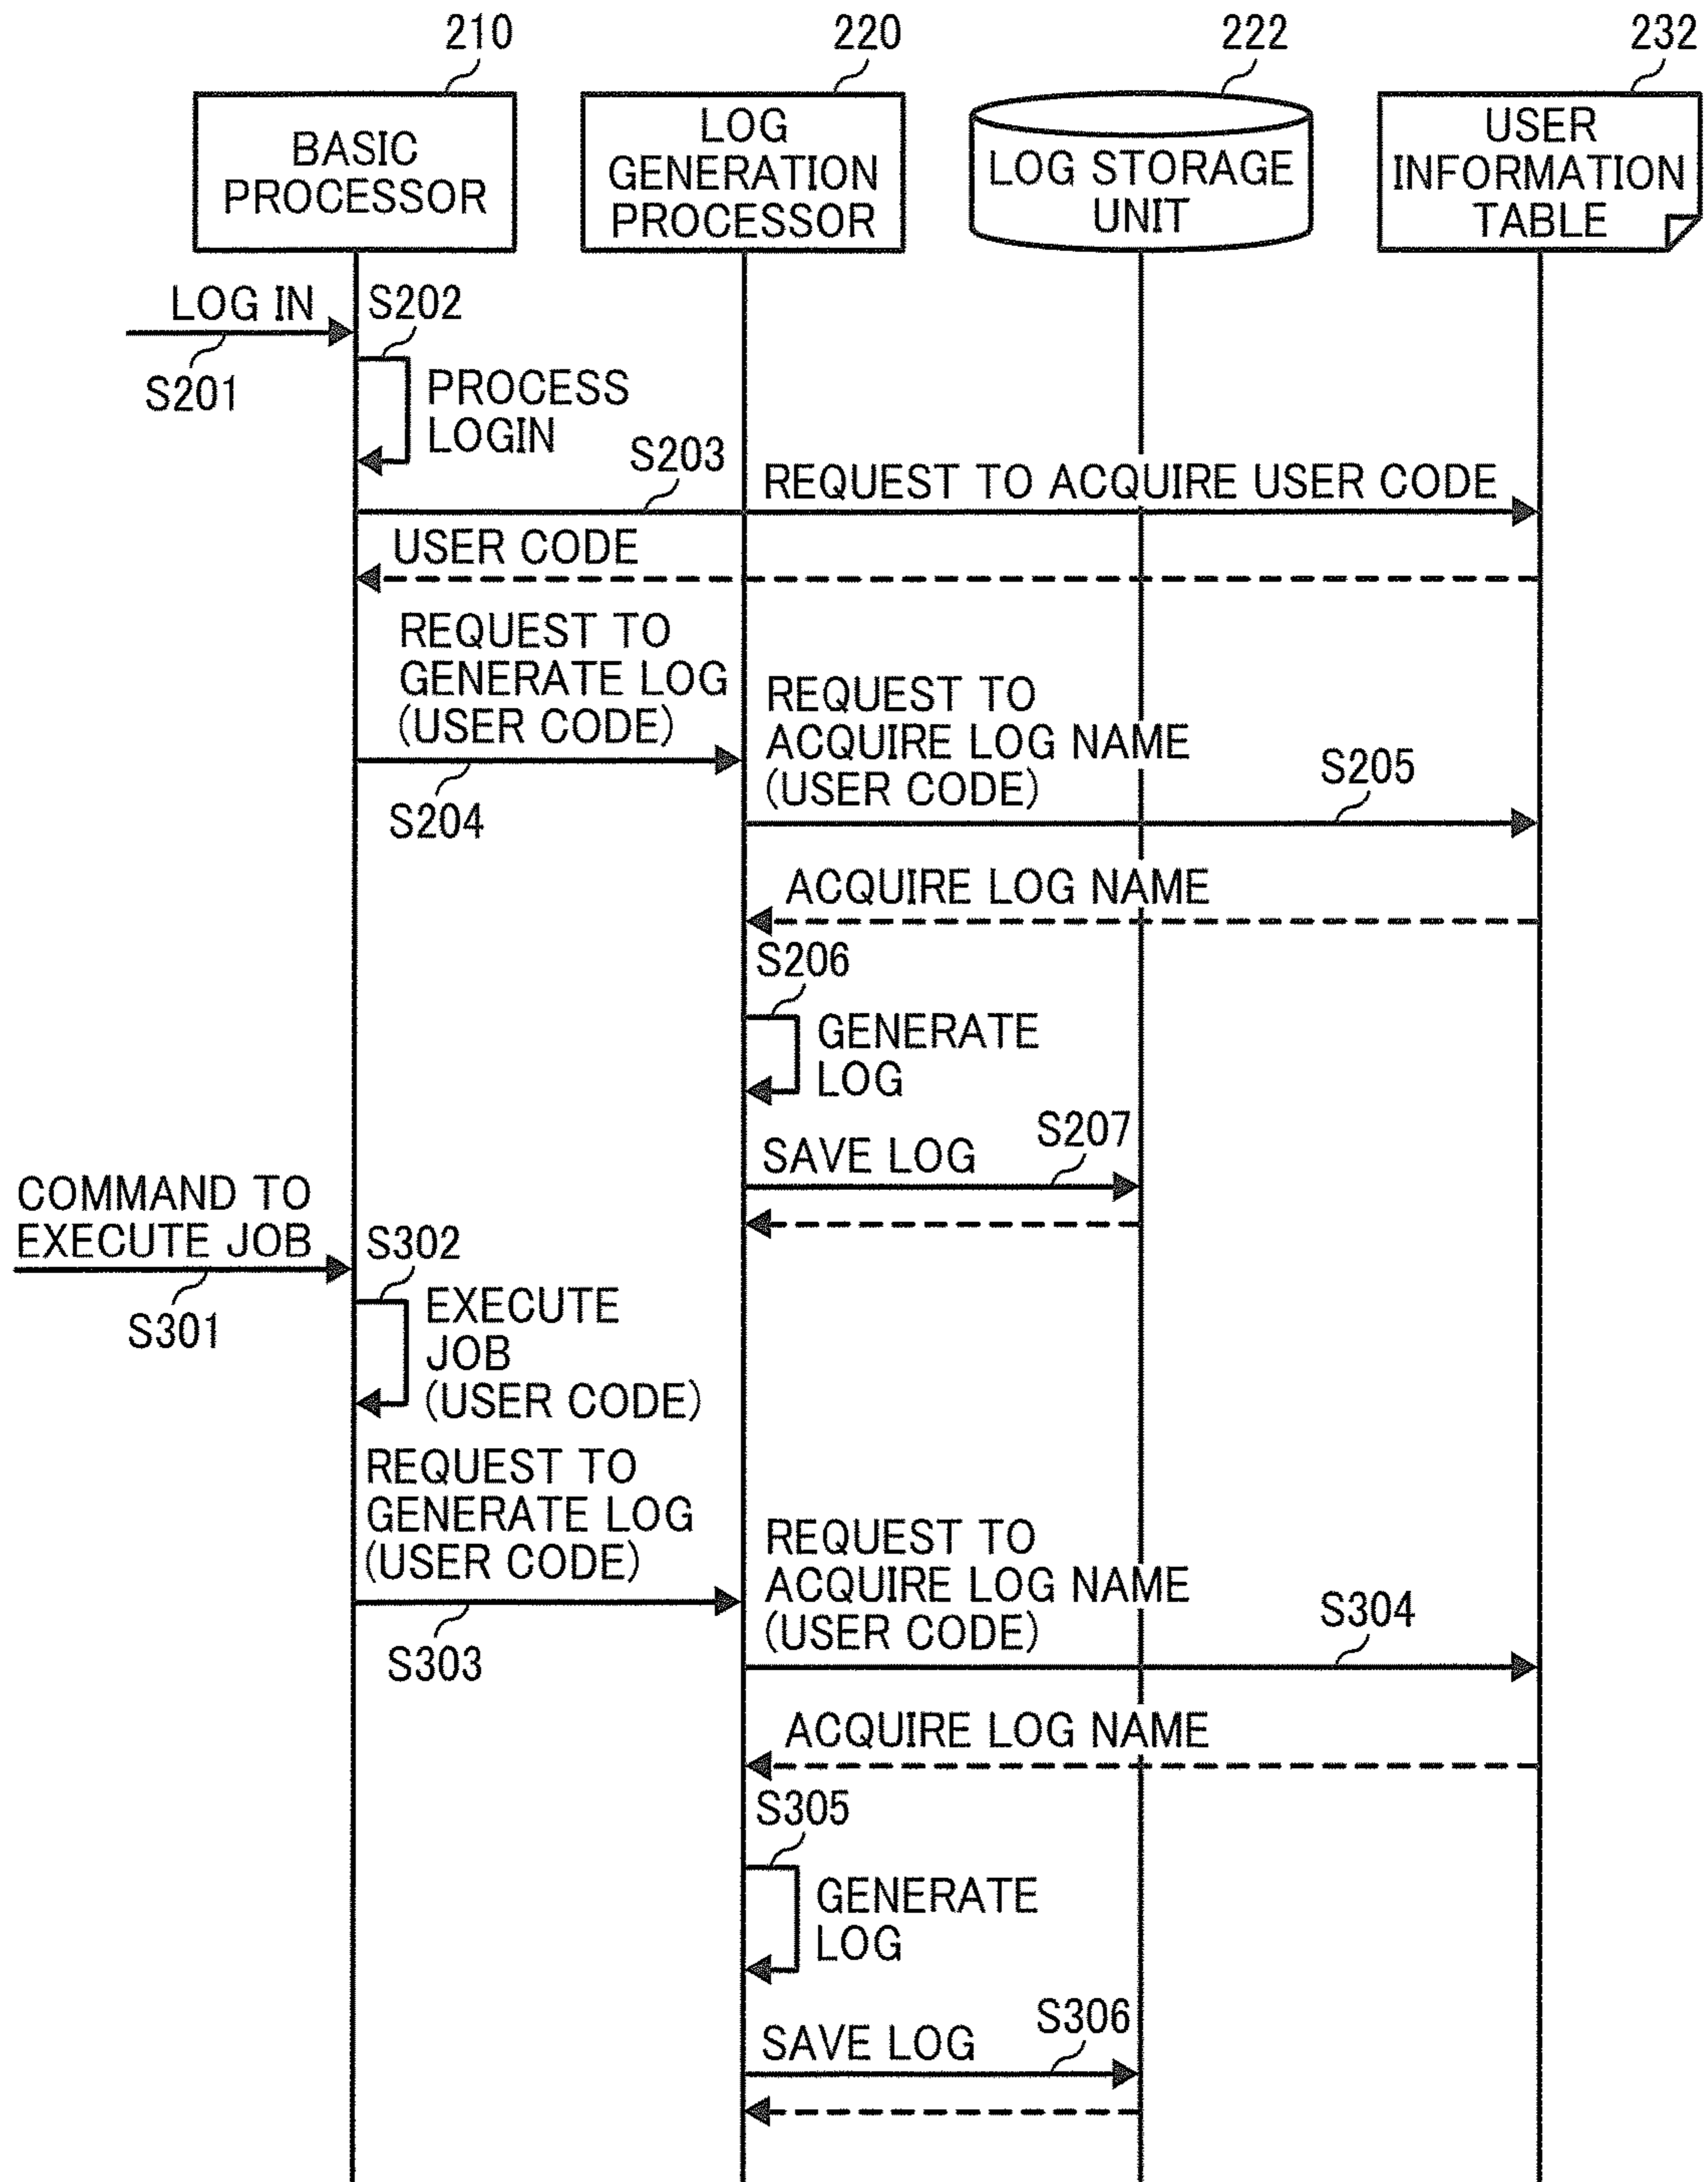 210
220
222
232
BASIC
PROCESSOR
LOG
GENERATION
PROCESSOR
LOG STORAGE
UNIT
USER
INFORMATION
TABLE
LOG IN
S201
S202
PROCESS
LOGIN
S203
REQUEST TO ACQUIRE USER CODE
USER CODE
REQUEST TO
GENERATE LOG
(USER CODE)
S204
REQUEST TO
ACQUIRE LOG NAME
(USER CODE)
S205
ACQUIRE LOG NAME
S206
GENERATE
LOG
SAVE LOG
S207
COMMAND TO
EXECUTE JOB
S301
S302
EXECUTE
JOB
(USER CODE)
REQUEST TO
GENERATE LOG
(USER CODE)
S303
REQUEST TO
ACQUIRE LOG NAME
(USER CODE)
S304
ACQUIRE LOG NAME
S305
GENERATE
LOG
SAVE LOG
S306